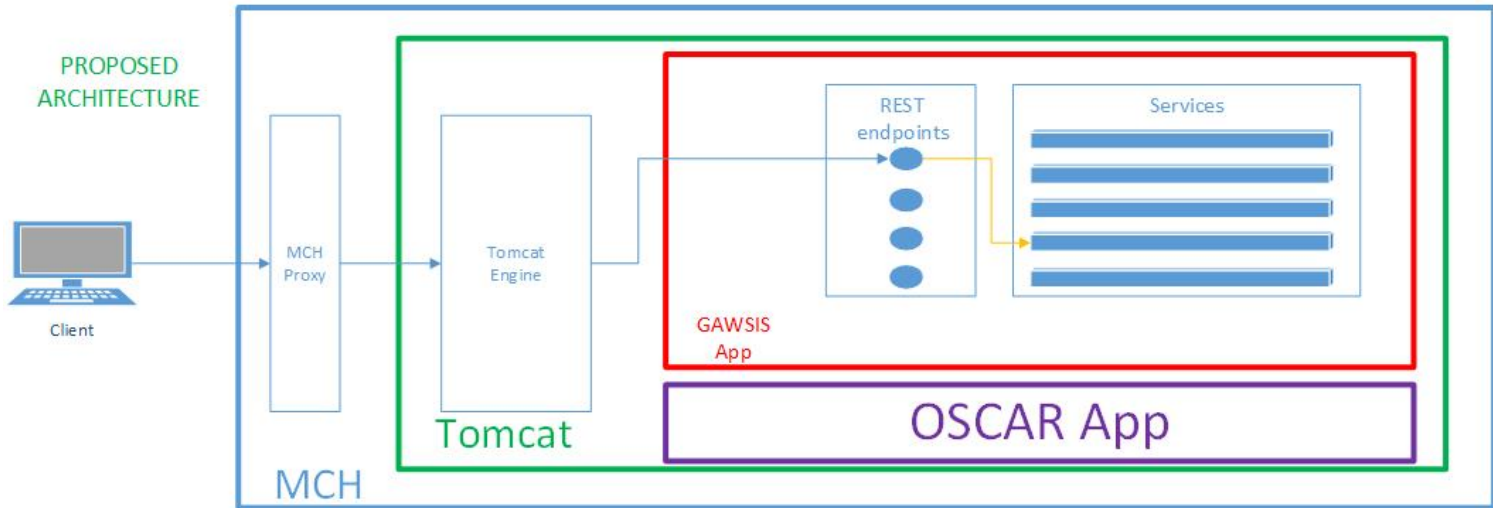 PROPOSED
ARCHITECTURE
REST
endpoints
Services
MCH
Proxy
Tomcat
Engine
Client
GAWSIS
App
Tomcat
OSCAR App
MCH